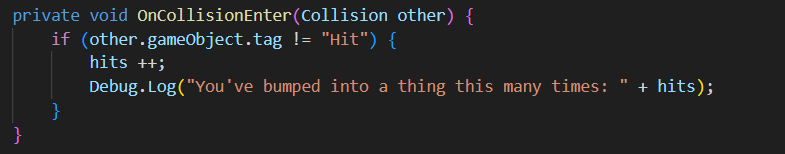 private void OnCollisionEnter(Collision other) {
if (other.gameObject.tag != "Hit") {
hits ++;
Debug.Log("You've bumped into a thing this many times: " + hits);
}
}